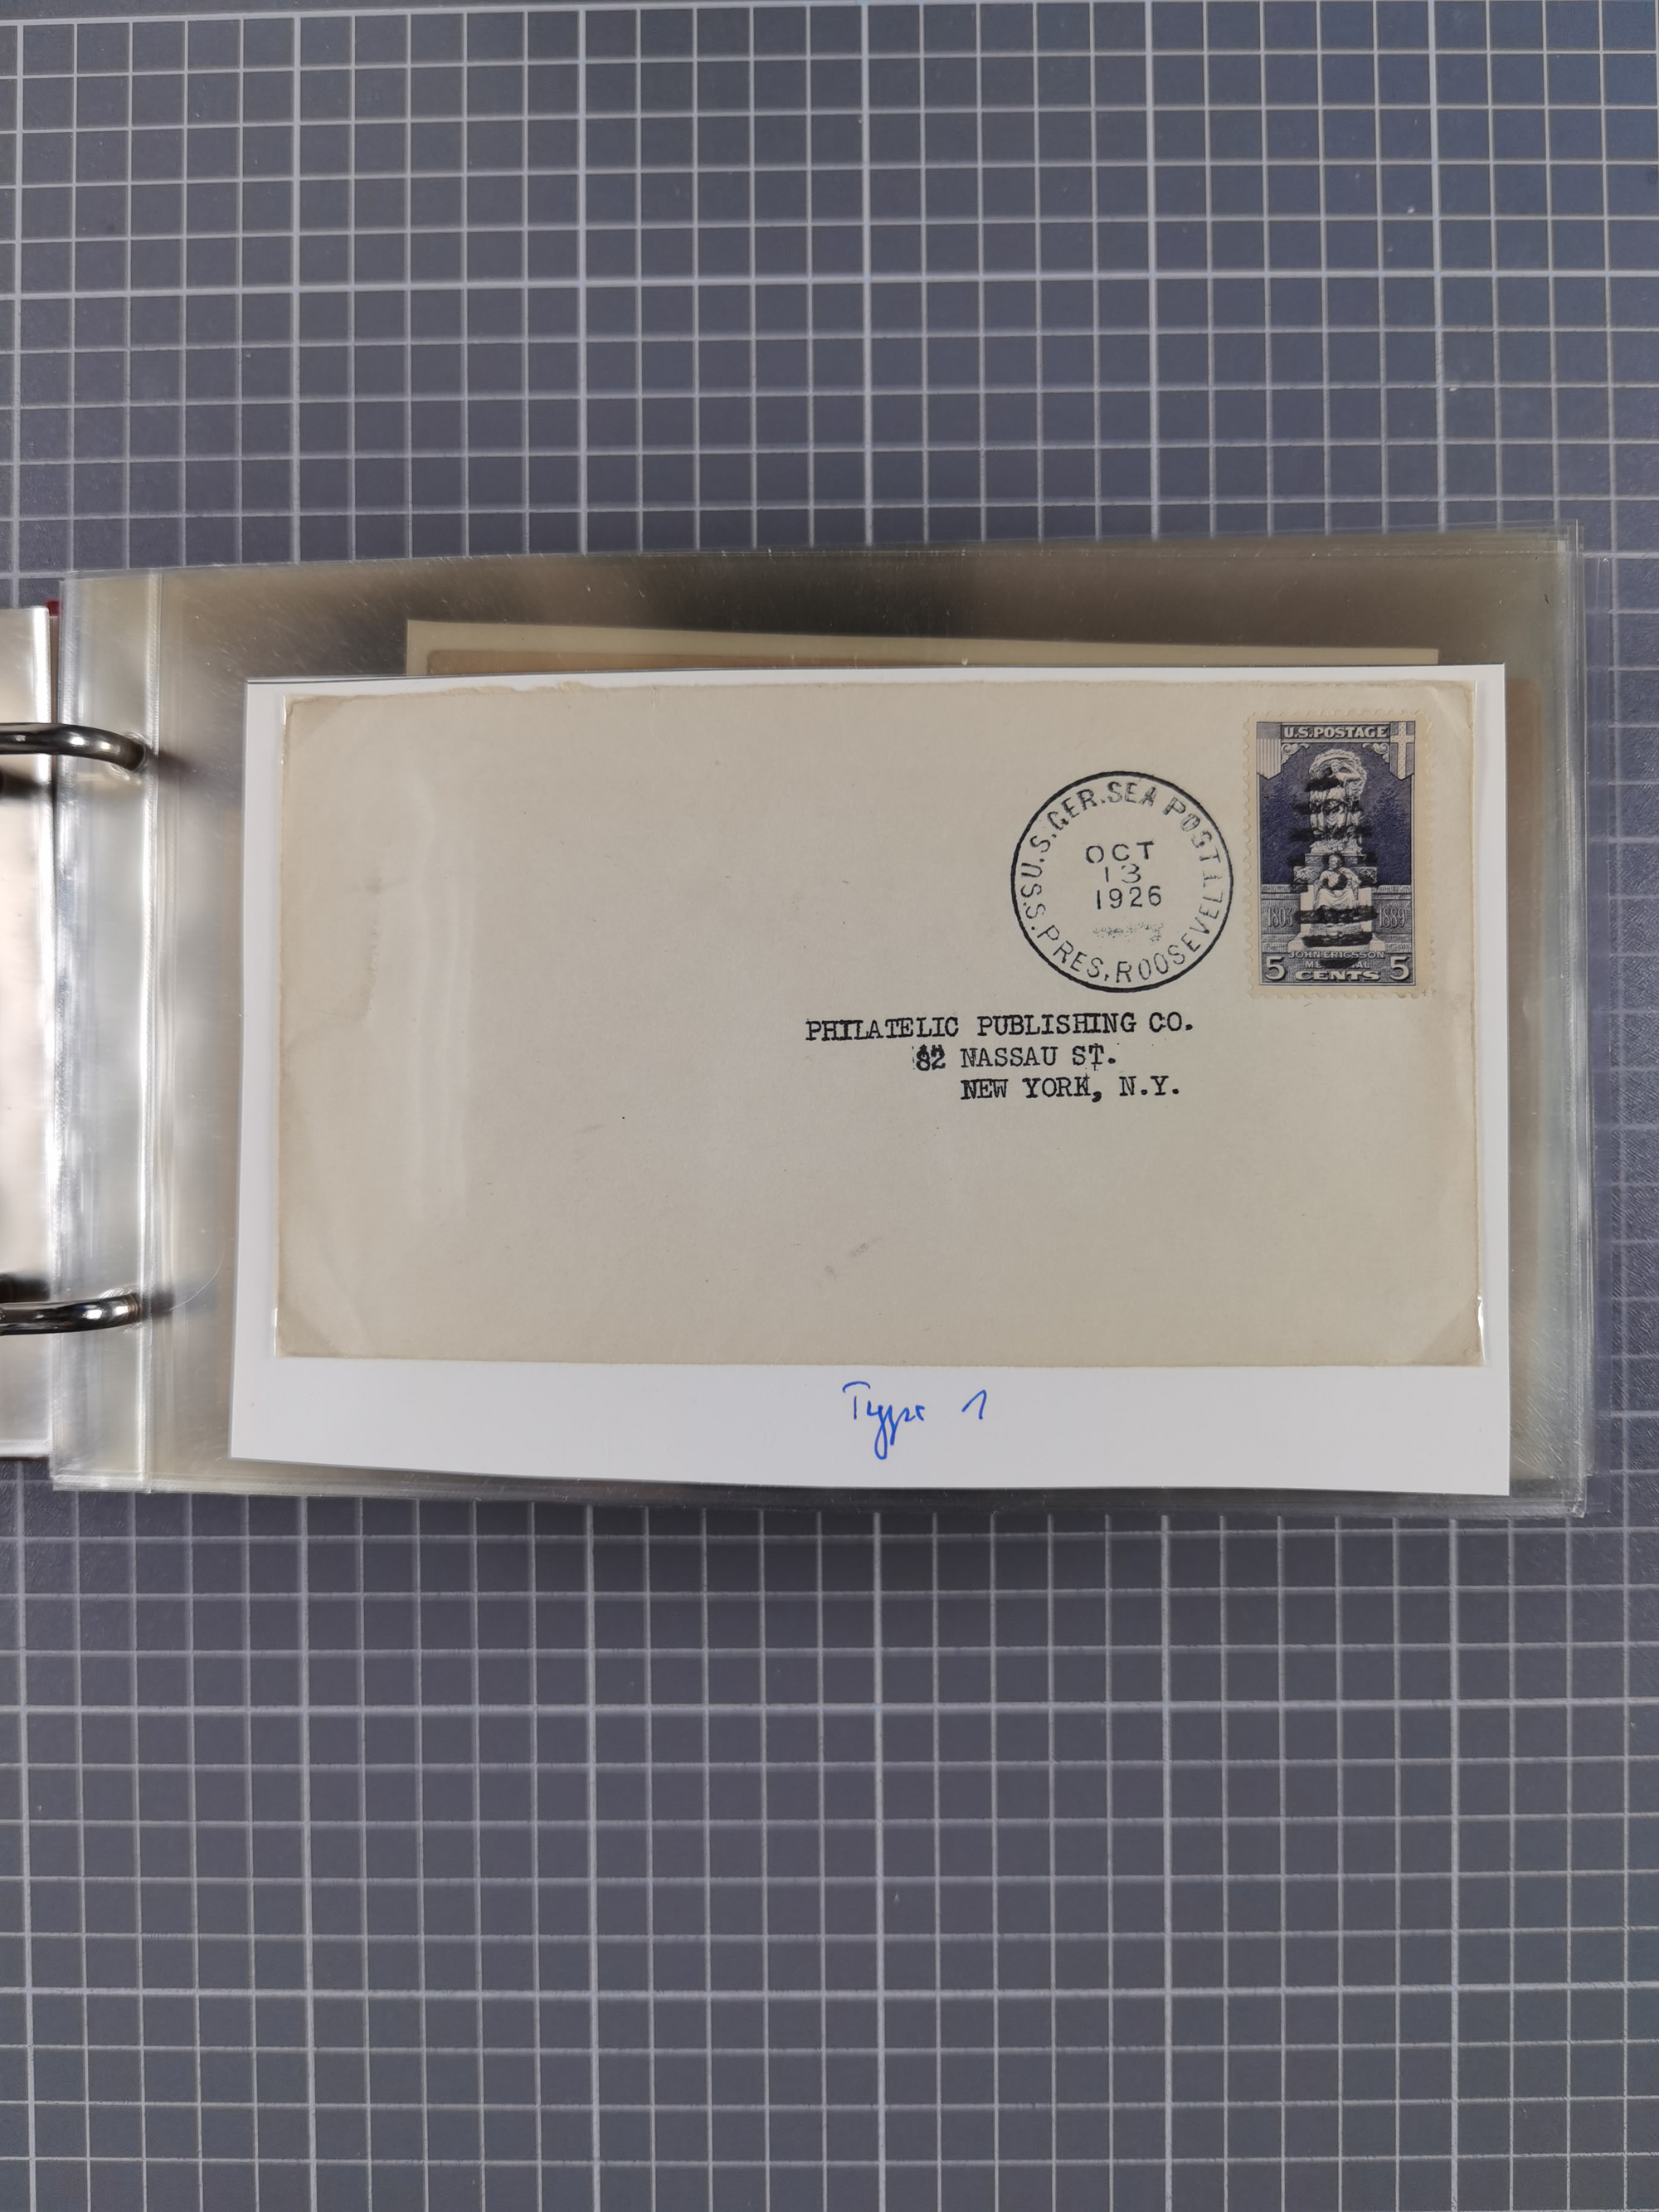 U.S.POSTAGE
1803 1889
JOHN ERICSSON
MEMORIAL
5 CENTS 5
U.S.GER.SEA POST
S.S. PRES. ROOSEVELT
OCT
13
1926
PHILATELIC PUBLISHING CO.
82 NASSAU ST.
NEW YORK, N.Y.
Type 1